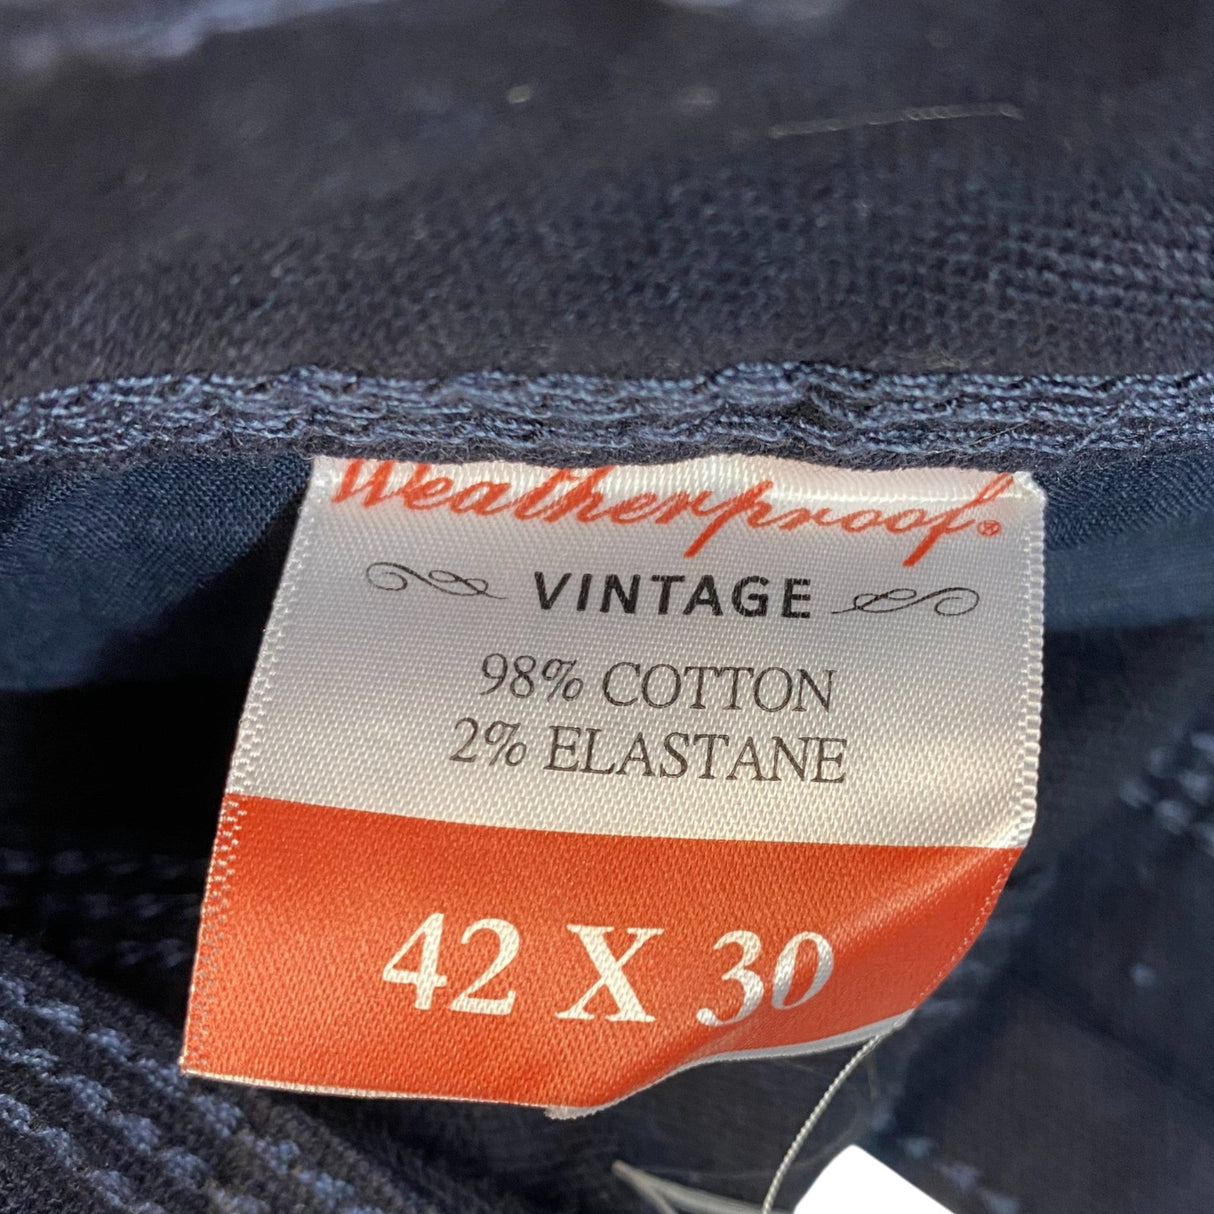 Weatherproof®
VINTAGE
98% COTTON
2% ELASTANE
42 X 30